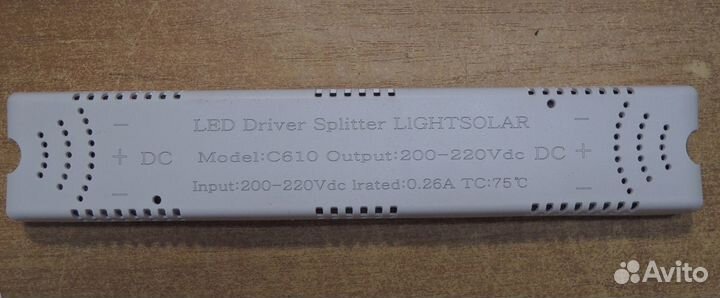 LED Driver Splitter LIGHTSOLAR
− + − DC Model:C610 Output:200-220Vdc DC − + −
Input:200-220Vdc Irated:0.26A TC:75℃
Avito